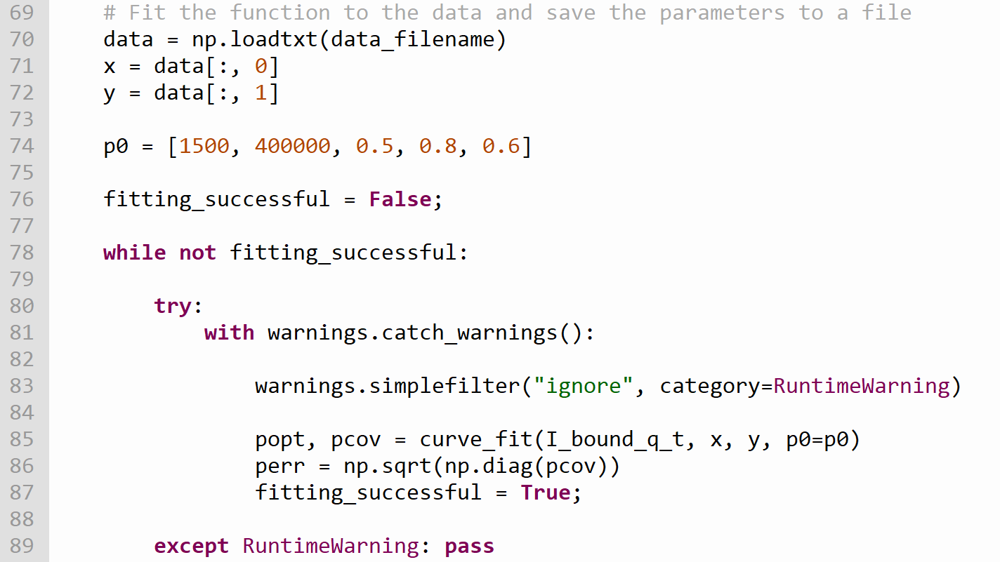 69 # Fit the function to the data and save the parameters to a file
70 data = np.loadtxt(data_filename)
71 x = data[:, 0]
72 y = data[:, 1]
73
74 p0 = [1500, 400000, 0.5, 0.8, 0.6]
75
76 fitting_successful = False;
77
78 while not fitting_successful:
79
80 try:
81 with warnings.catch_warnings():
82
83 warnings.simplefilter("ignore", category=RuntimeWarning)
84
85 popt, pcov = curve_fit(I_bound_q_t, x, y, p0=p0)
86 perr = np.sqrt(np.diag(pcov))
87 fitting_successful = True;
88
89 except RuntimeWarning: pass